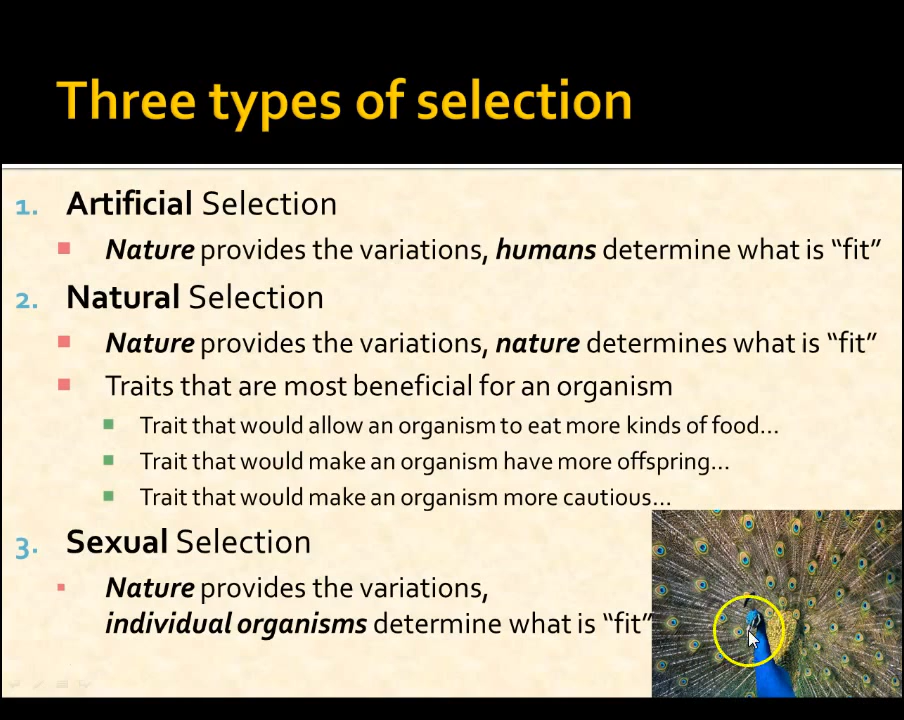 Three types of selection
1. Artificial Selection
Nature provides the variations, humans determine what is “fit”
2. Natural Selection
Nature provides the variations, nature determines what is “fit”
Traits that are most beneficial for an organism
Trait that would allow an organism to eat more kinds of food...
Trait that would make an organism have more offspring...
Trait that would make an organism more cautious...
3. Sexual Selection
Nature provides the variations,
individual organisms determine what is “fit”